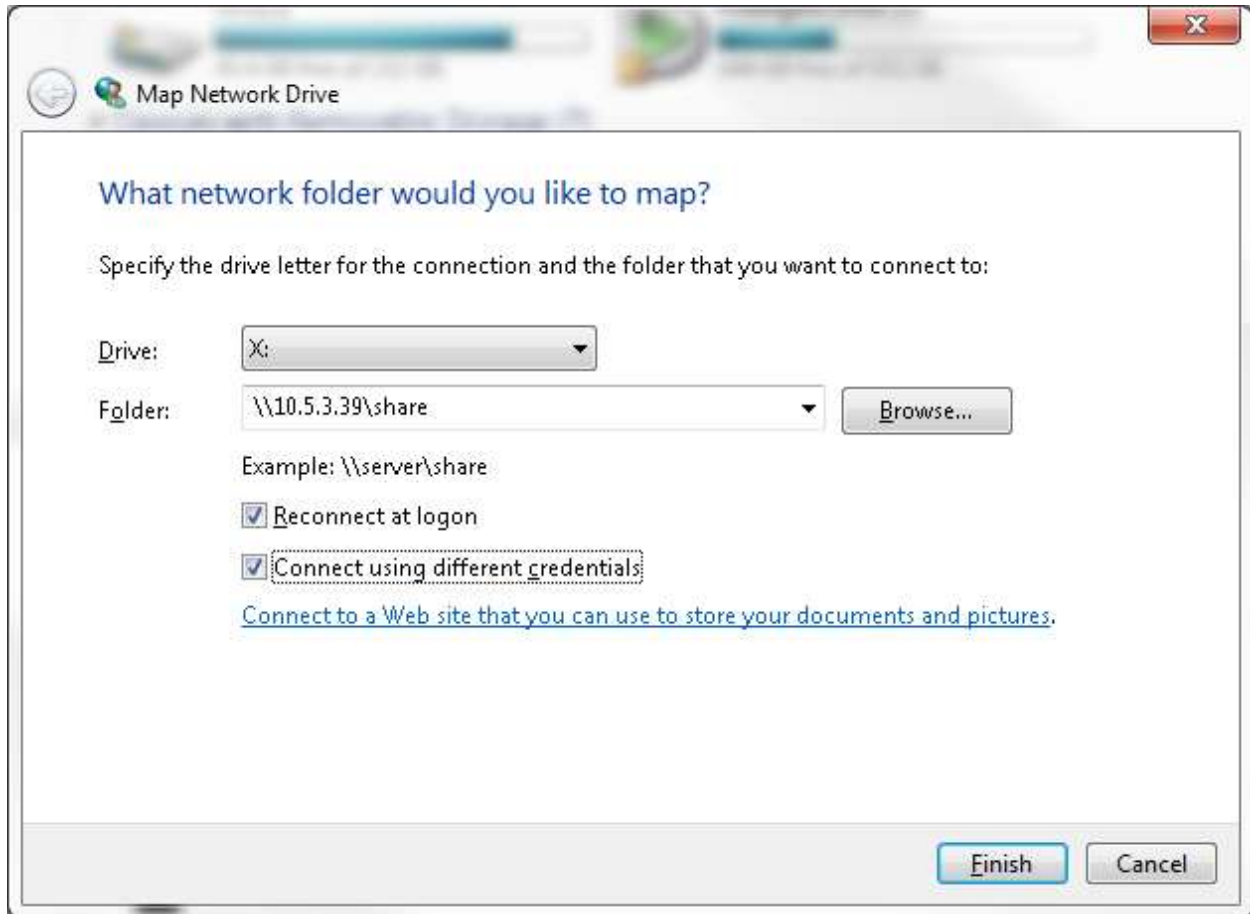 Map Network Drive
What network folder would you like to map?
Specify the drive letter for the connection and the folder that you want to connect to:
Drive: X:
Folder: \\10.5.3.39\share Browse...
Example: \\server\share
Reconnect at logon
Connect using different credentials
Connect to a Web site that you can use to store your documents and pictures.
Finish Cancel